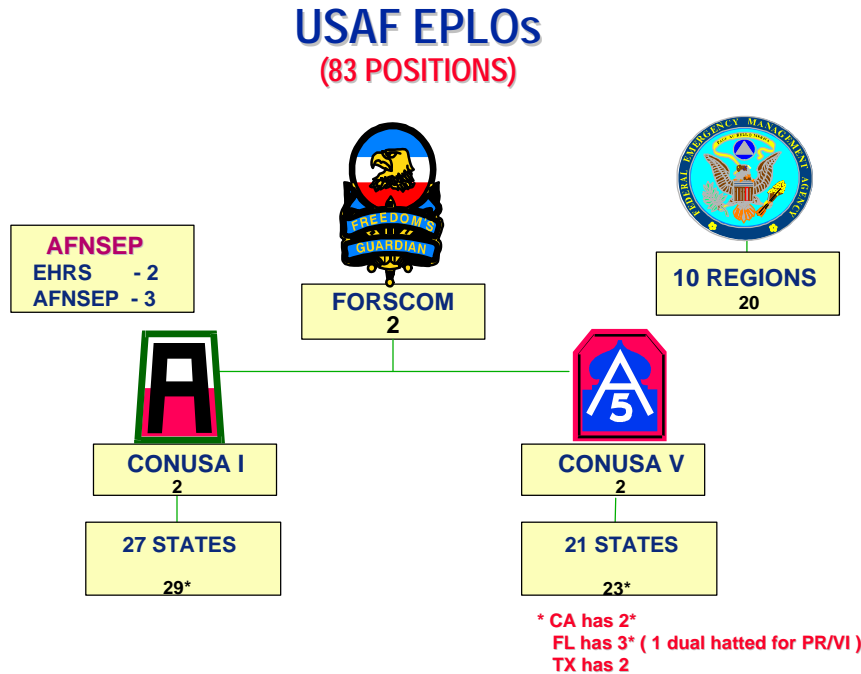 USAF EPLOs
(83 POSITIONS)
FREEDOM'S
GUARDIAN
FEDERAL EMERGENCY MANAGEMENT AGENCY
AFNSEP
EHRS - 2
AFNSEP - 3
FORSCOM
2
10 REGIONS
20
A
A
5
CONUSA I
2
CONUSA V
2
27 STATES
29*
21 STATES
23*
* CA has 2*
FL has 3* ( 1 dual hatted for PR/VI )
TX has 2